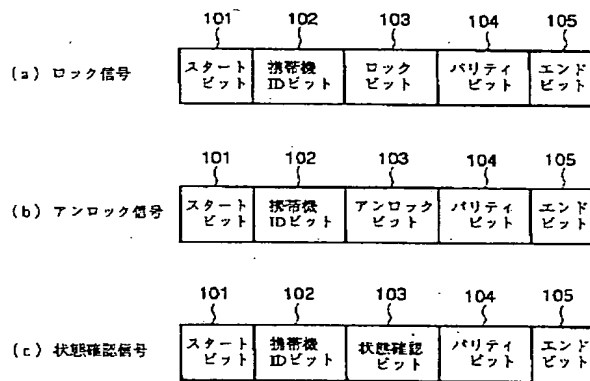 101 102 103 104 105
(a) ロック信号 スタート 携帯機 ロック パリティ エンド
ビット IDビット ビット ビット ビット
101 102 103 104 105
(b) アンロック信号 スタート 携帯機 アンロック パリティ エンド
ビット IDビット ビット ビット ビット
101 102 103 104 105
(c) 状態確認信号 スタート 携帯機 状態確認 パリティ エンド
ビット IDビット ビット ビット ビット